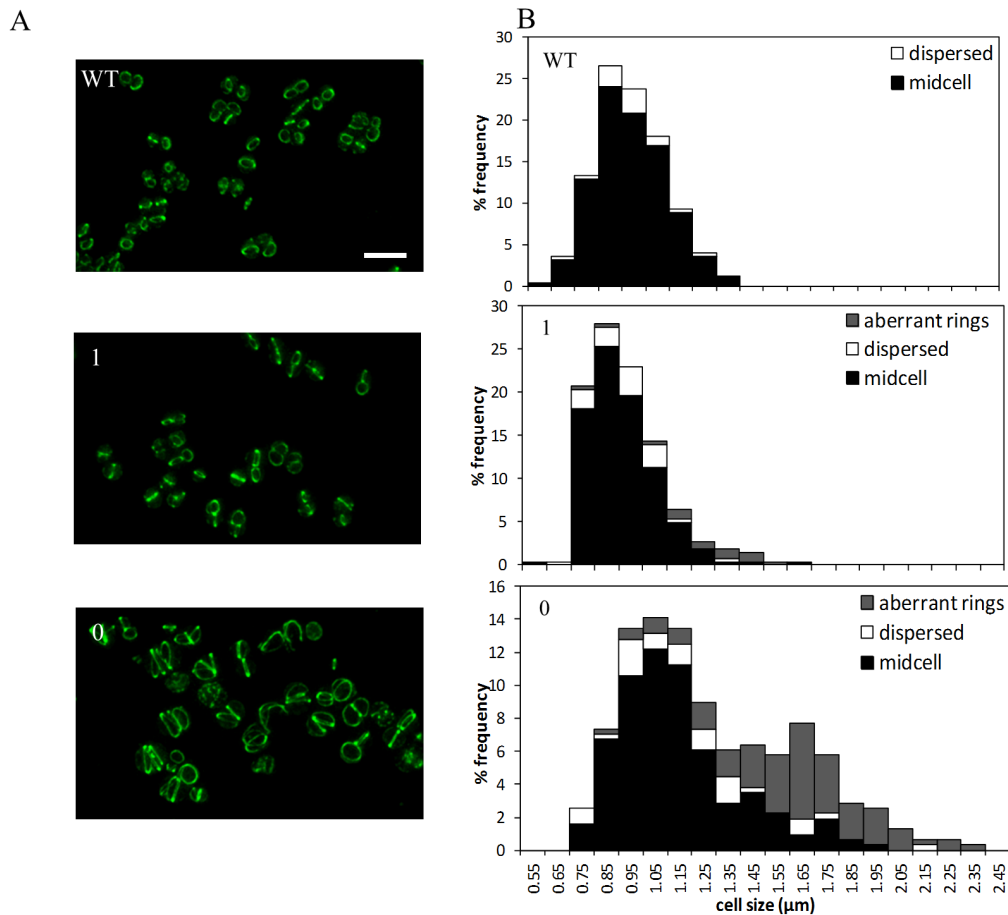 A
B
WT
WT
dispersed
midcell
% frequency
30
25
20
15
10
5
0
1
1
aberrant rings
dispersed
midcell
% frequency
30
25
20
15
10
5
0
0
0
aberrant rings
dispersed
midcell
% frequency
16
14
12
10
8
6
4
2
0
0.55 0.65 0.75 0.85 0.95 1.05 1.15 1.25 1.35 1.45 1.55 1.65 1.75 1.85 1.95 2.05 2.15 2.25 2.35 2.45
cell size (μm)